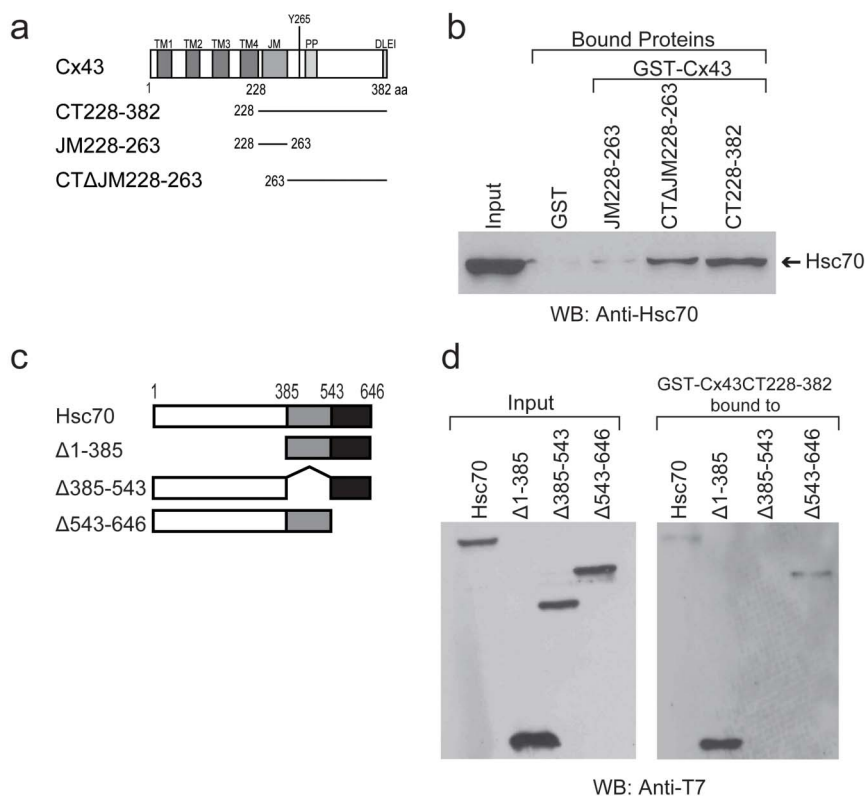 a
Y265
TM1 TM2 TM3 TM4 JM PP DLEI
Cx43
1 228 382 aa
CT228-382 228
JM228-263 228 263
CTΔJM228-263 263
b
Bound Proteins
GST-Cx43
Input
GST
JM228-263
CTΔJM228-263
CT228-382
←Hsc70
WB: Anti-Hsc70
c
1 385 543 646
Hsc70
Δ1-385
Δ385-543
Δ543-646
d
Input
Hsc70
Δ1-385
Δ385-543
Δ543-646
GST-Cx43CT228-382
bound to
Hsc70
Δ1-385
Δ385-543
Δ543-646
WB: Anti-T7